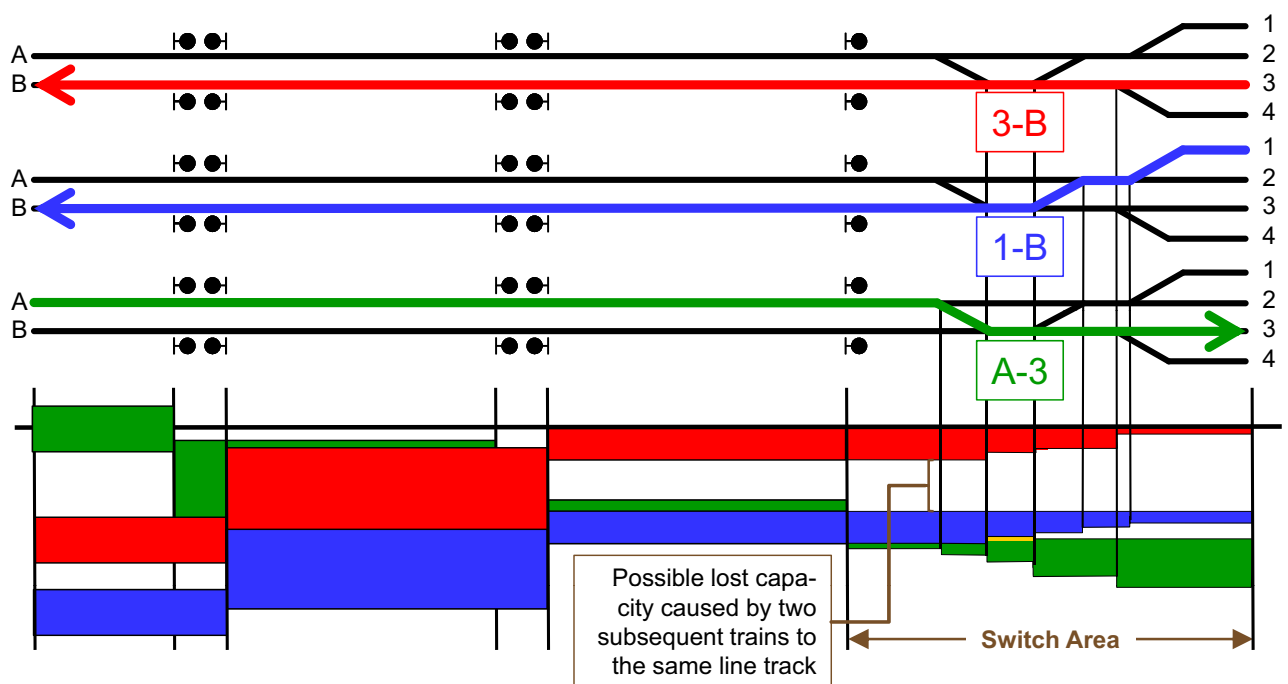 1
A
2
B
3
3-B
4
1
A
2
B
3
1-B
4
1
A
2
B
3
A-3
4
Possible lost capa-
city caused by two
subsequent trains to
the same line track
Switch Area